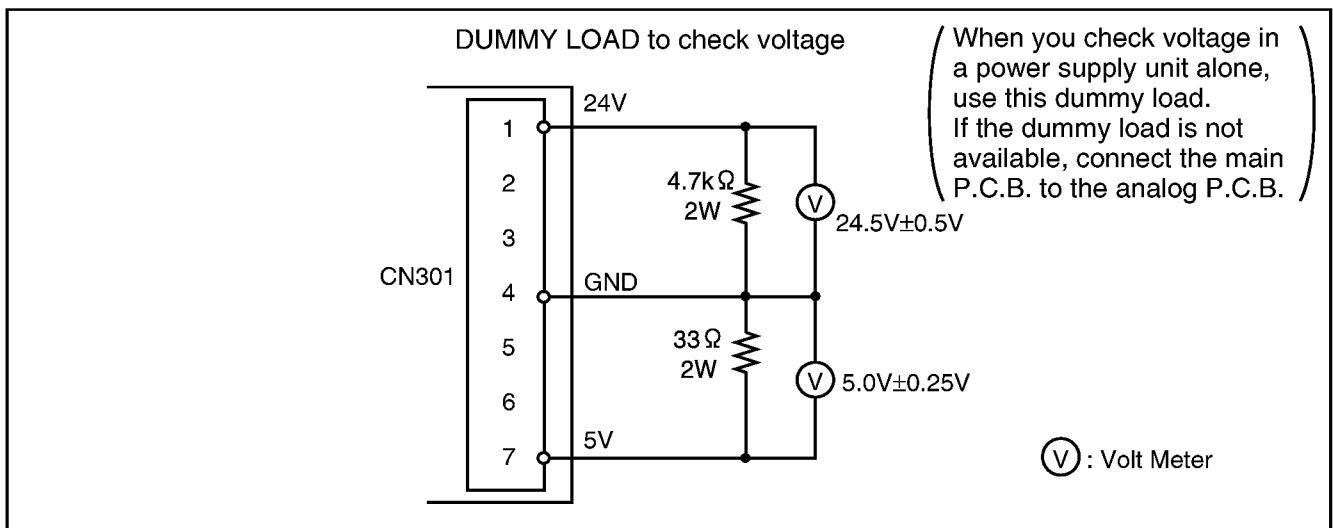 DUMMY LOAD to check voltage
When you check voltage in
a power supply unit alone,
use this dummy load.
If the dummy load is not
available, connect the main
P.C.B. to the analog P.C.B.
CN301
1
2
3
4
5
6
7
24V
GND
5V
4.7kΩ
2W
V
24.5V±0.5V
33Ω
2W
V
5.0V±0.25V
V : Volt Meter